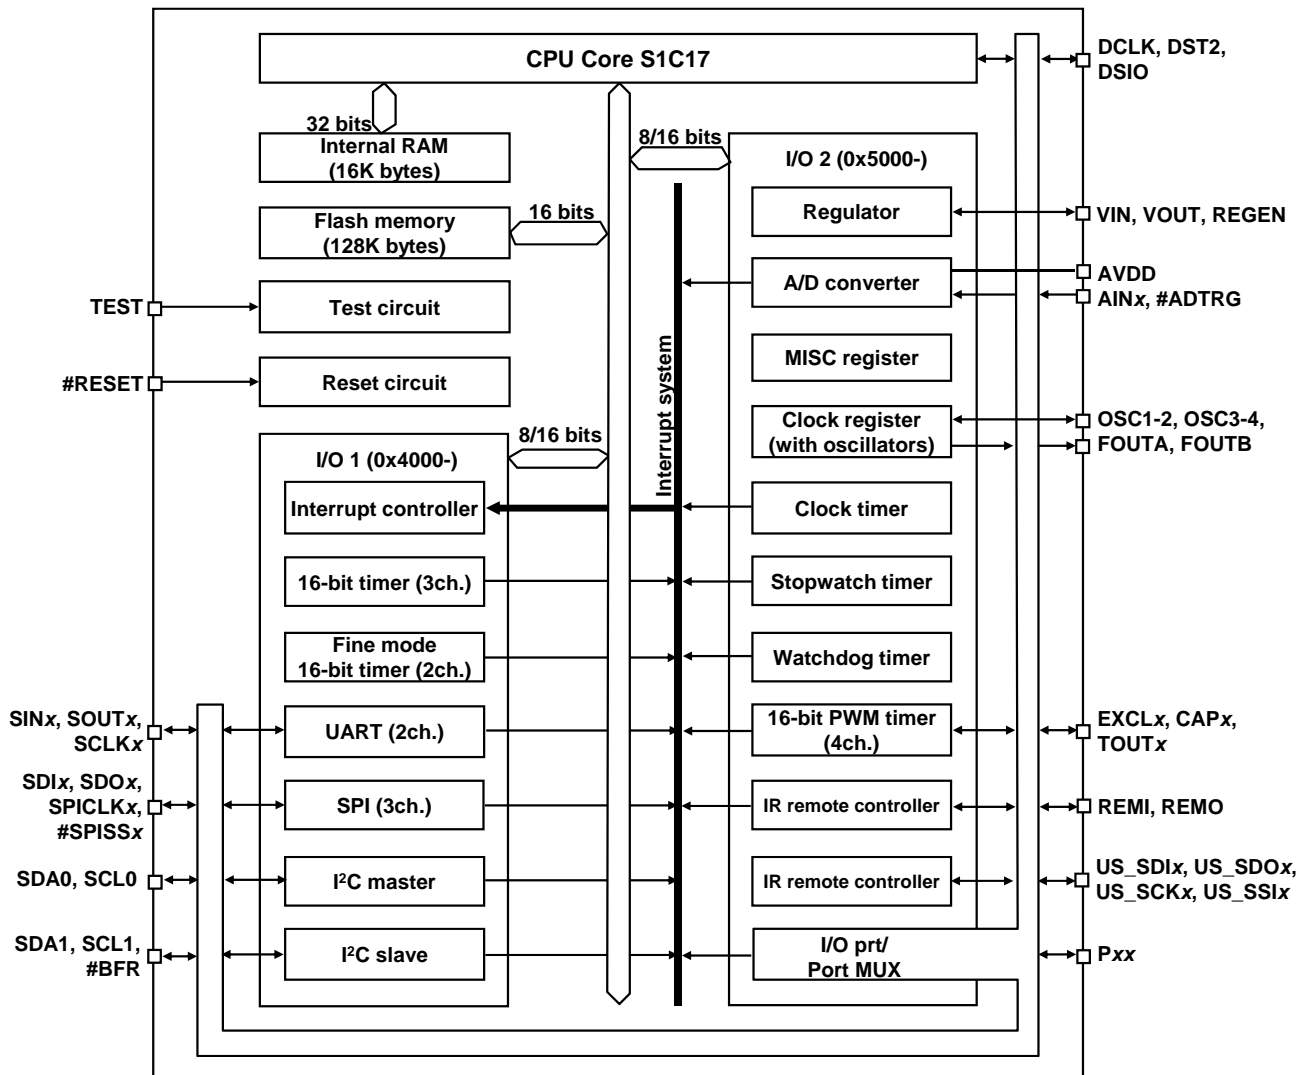 CPU Core S1C17
DCLK, DST2,
DSIO
32 bits
Internal RAM
(16K bytes)
8/16 bits
I/O 2 (0x5000-)
Flash memory
(128K bytes)
16 bits
Regulator
VIN, VOUT, REGEN
A/D converter
AVDD
AINx, #ADTRG
TEST
Test circuit
MISC register
#RESET
Reset circuit
Interrupt system
Clock register
(with oscillators)
OSC1-2, OSC3-4,
FOUTA, FOUTB
8/16 bits
I/O 1 (0x4000-)
Interrupt controller
Clock timer
16-bit timer (3ch.)
Stopwatch timer
Fine mode
16-bit timer (2ch.)
Watchdog timer
SINx, SOUTx,
SCLKx
UART (2ch.)
16-bit PWM timer
(4ch.)
EXCLx, CAPx,
TOUTx
SDIx, SDOx,
SPICLKx,
#SPISSx
SPI (3ch.)
IR remote controller
REMI, REMO
SDA0, SCL0
I²C master
IR remote controller
US_SDIx, US_SDOx,
US_SCKx, US_SSIx
SDA1, SCL1,
#BFR
I²C slave
I/O prt/
Port MUX
Pxx